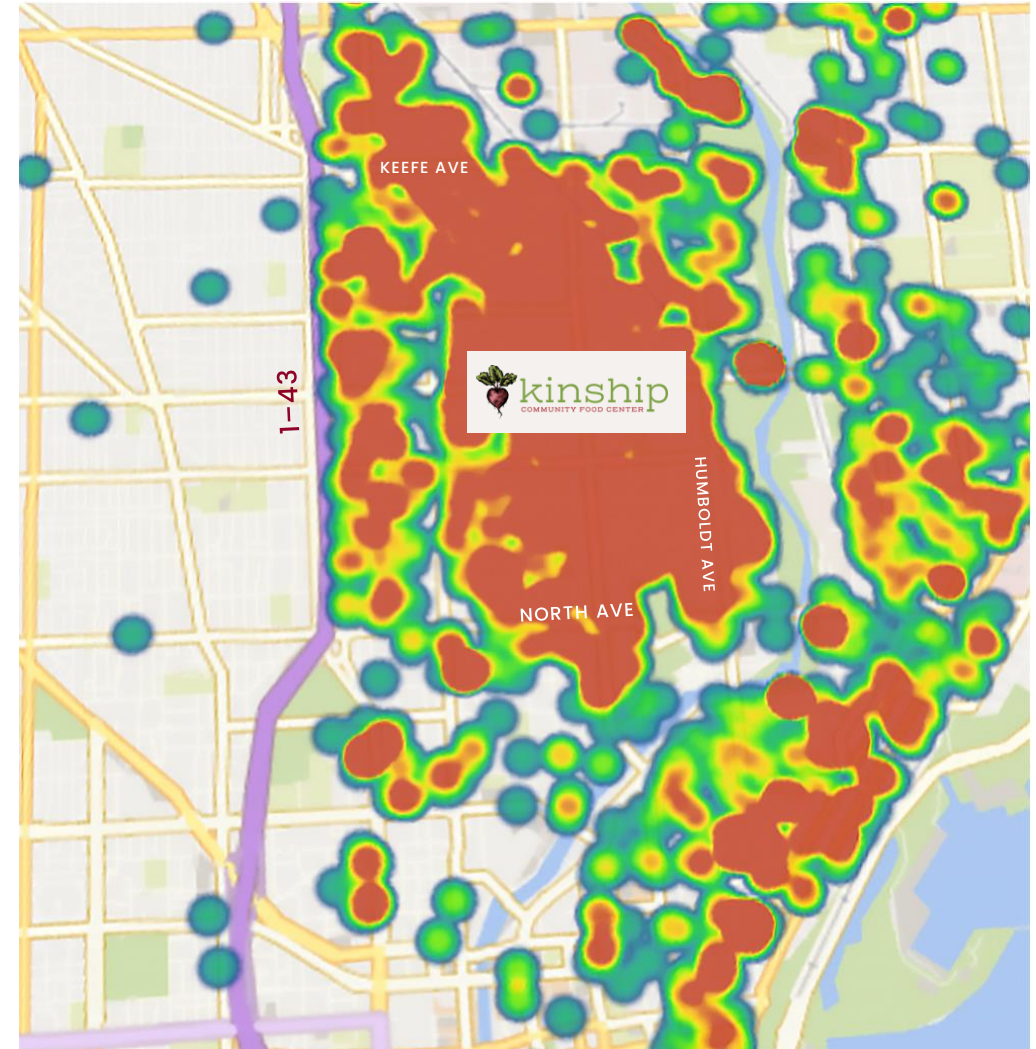 KEEFE AVE
I-43
kinship
COMMUNITY FOOD CENTER
HUMBOLDT AVE
NORTH AVE